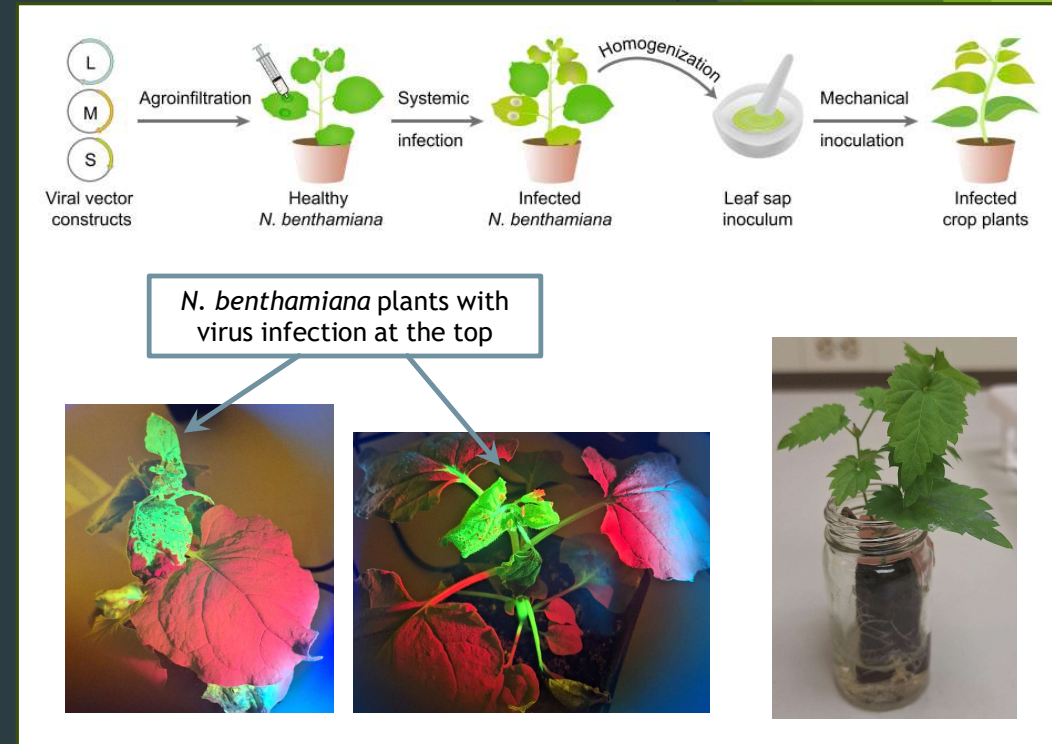 L
M
S
Viral vector
constructs
Agroinfiltration
Healthy
N. benthamiana
Systemic
infection
Infected
N. benthamiana
Homogenization
Leaf sap
inoculum
Mechanical
inoculation
Infected
crop plants
N. benthamiana plants with
virus infection at the top